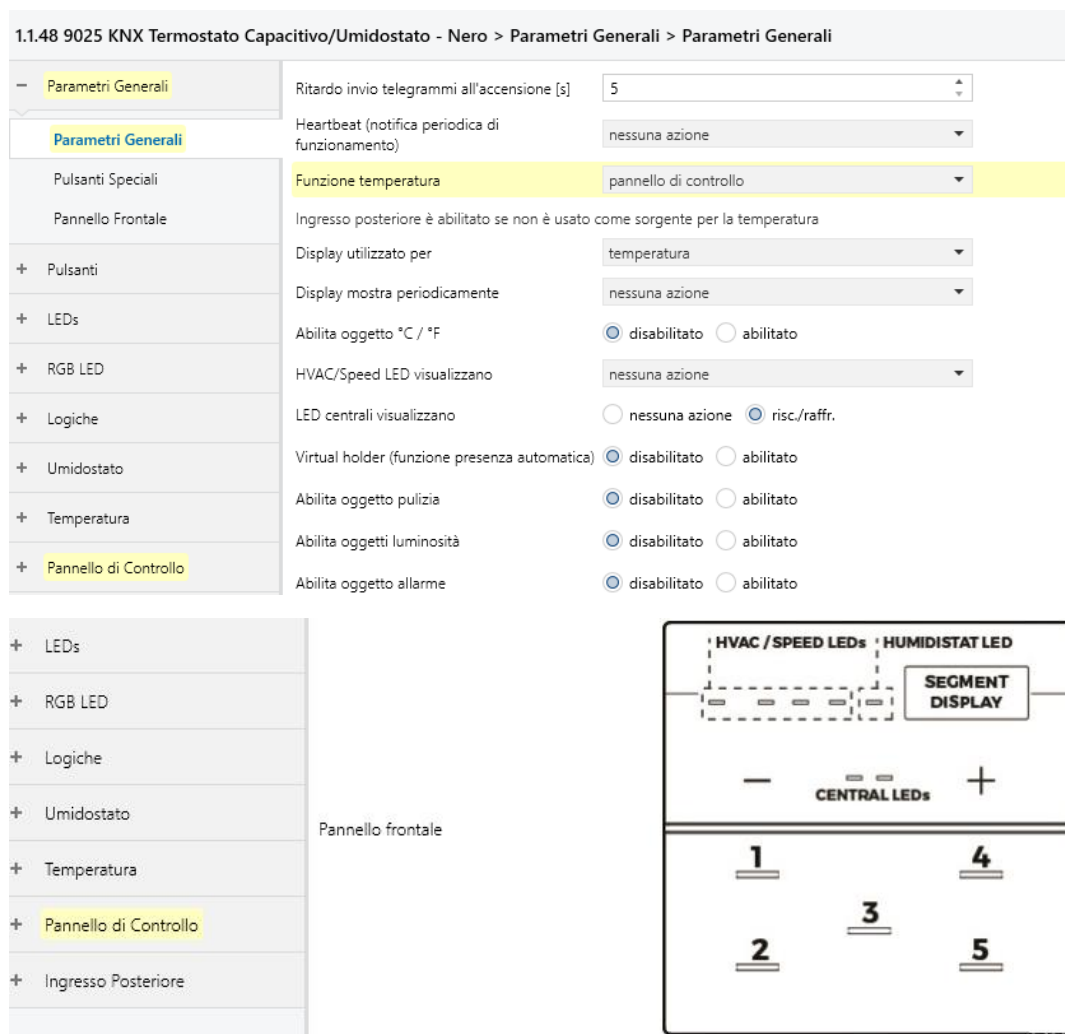 1.1.48 9025 KNX Termostato Capacitivo/Umidostato - Nero > Parametri Generali > Parametri Generali
− Parametri Generali
Parametri Generali
Pulsanti Speciali
Pannello Frontale
+ Pulsanti
+ LEDs
+ RGB LED
+ Logiche
+ Umidostato
+ Temperatura
+ Pannello di Controllo
Ritardo invio telegrammi all'accensione [s] 5
Heartbeat (notifica periodica di
funzionamento) nessuna azione
Funzione temperatura pannello di controllo
Ingresso posteriore è abilitato se non è usato come sorgente per la temperatura
Display utilizzato per temperatura
Display mostra periodicamente nessuna azione
Abilita oggetto °C / °F disabilitato abilitato
HVAC/Speed LED visualizzano nessuna azione
LED centrali visualizzano nessuna azione risc./raffr.
Virtual holder (funzione presenza automatica) disabilitato abilitato
Abilita oggetto pulizia disabilitato abilitato
Abilita oggetti luminosità disabilitato abilitato
Abilita oggetto allarme disabilitato abilitato
+ LEDs
+ RGB LED
+ Logiche
+ Umidostato
+ Temperatura
+ Pannello di Controllo
+ Ingresso Posteriore
Pannello frontale
HVAC / SPEED LEDs HUMIDISTAT LED
SEGMENT
DISPLAY
− +
CENTRAL LEDs
1 4
3
2 5